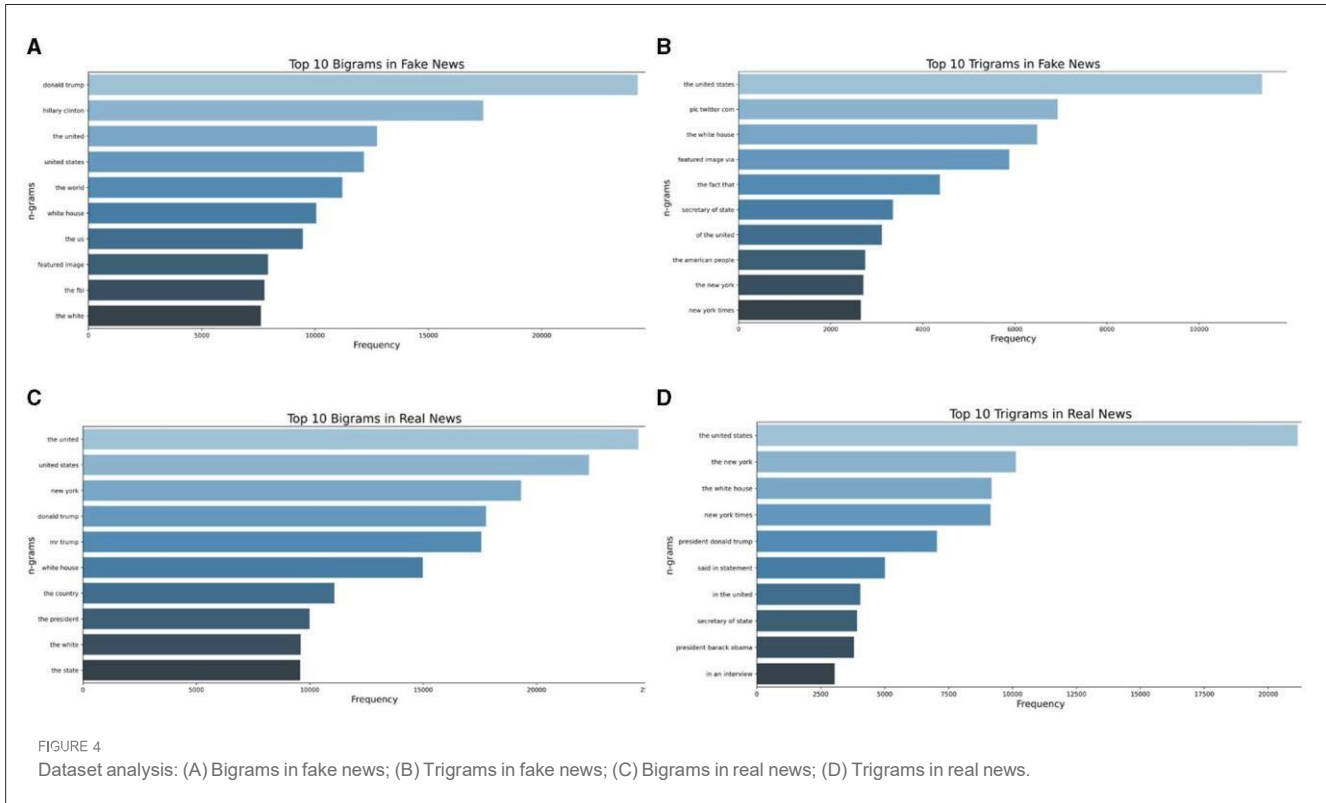 A
Top 10 Bigrams in Fake News
n-grams
donald trump
hillary clinton
the united
united states
the world
white house
the us
featured image
the fbi
the white
0 5000 10000 15000 20000
Frequency
B
Top 10 Trigrams in Fake News
n-grams
the united states
pic twitter com
the white house
featured image via
the fact that
secretary of state
of the united
the american people
the new york
new york times
0 2000 4000 6000 8000 10000
Frequency
C
Top 10 Bigrams in Real News
n-grams
the united
united states
new york
donald trump
mr trump
white house
the country
the president
the white
the state
0 5000 10000 15000 20000
Frequency
D
Top 10 Trigrams in Real News
n-grams
the united states
the new york
the white house
new york times
president donald trump
said in statement
in the united
secretary of state
president barack obama
in an interview
0 2500 5000 7500 10000 12500 15000 17500 20000
Frequency
FIGURE 4
Dataset analysis: (A) Bigrams in fake news; (B) Trigrams in fake news; (C) Bigrams in real news; (D) Trigrams in real news.